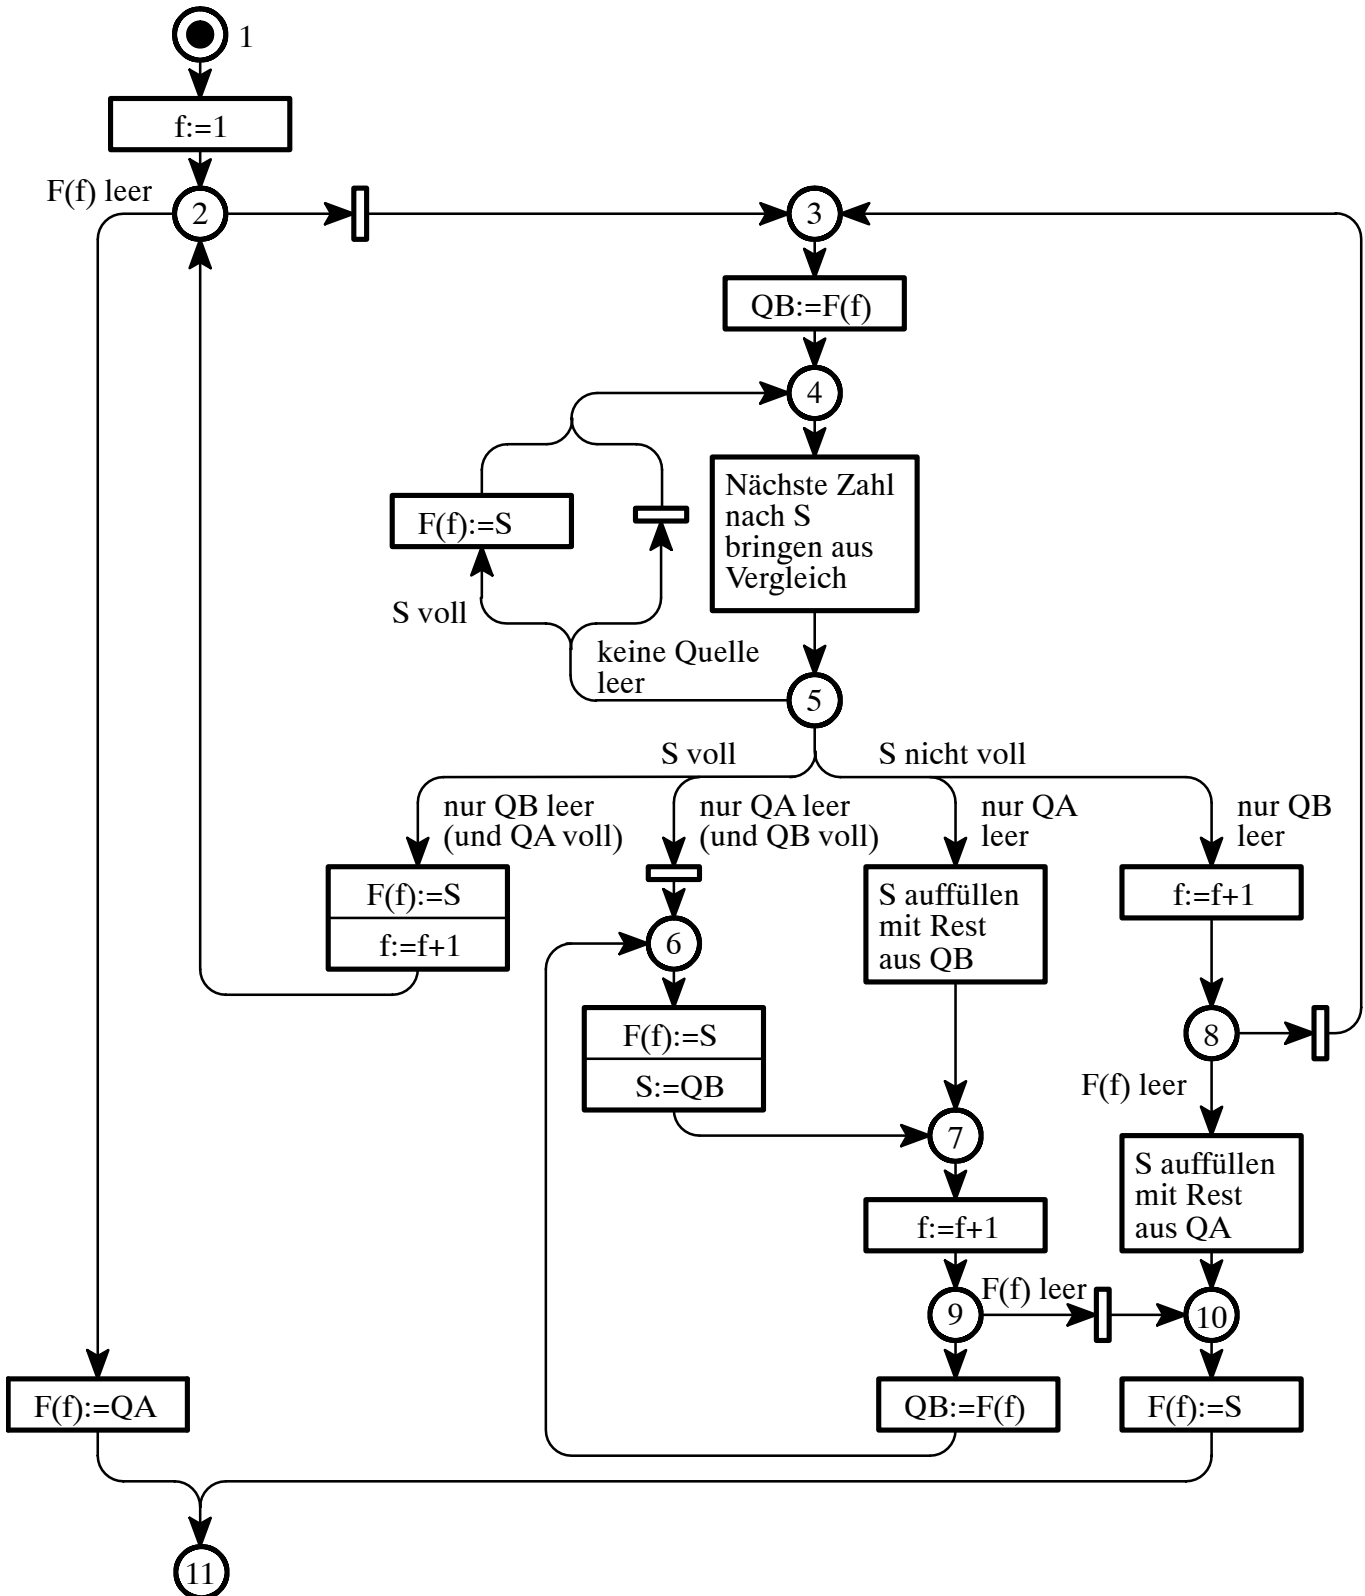 1
f:=1
F(f) leer
2
3
QB:=F(f)
4
Nächste Zahl
nach S
bringen aus
Vergleich
F(f):=S
S voll
keine Quelle
leer
5
S voll
S nicht voll
nur QB leer
(und QA voll)
nur QA leer
(und QB voll)
nur QA
leer
nur QB
leer
F(f):=S
f:=f+1
S auffüllen
mit Rest
aus QB
f:=f+1
6
F(f):=S
S:=QB
8
F(f) leer
7
S auffüllen
mit Rest
aus QA
f:=f+1
F(f) leer
9
10
F(f):=QA
QB:=F(f)
F(f):=S
11